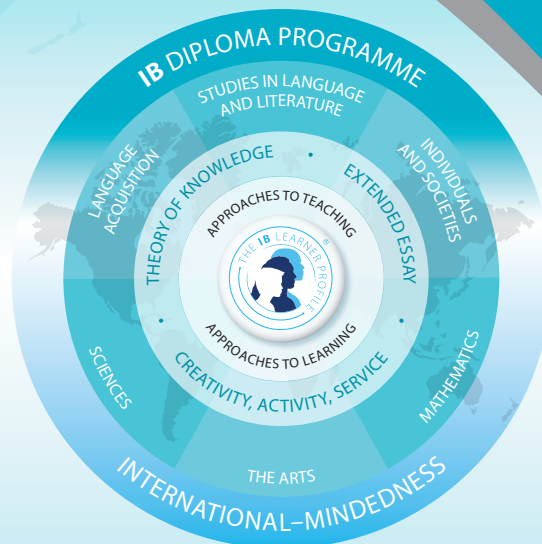 IB DIPLOMA PROGRAMME
STUDIES IN LANGUAGE
AND LITERATURE
LANGUAGE
ACQUISITION
INDIVIDUALS
AND SOCIETIES
THEORY OF KNOWLEDGE •
EXTENDED ESSAY •
APPROACHES TO TEACHING
THE IB LEARNER PROFILE ®
APPROACHES TO LEARNING
• CREATIVITY, ACTIVITY, SERVICE
SCIENCES
MATHEMATICS
THE ARTS
INTERNATIONAL–MINDEDNESS